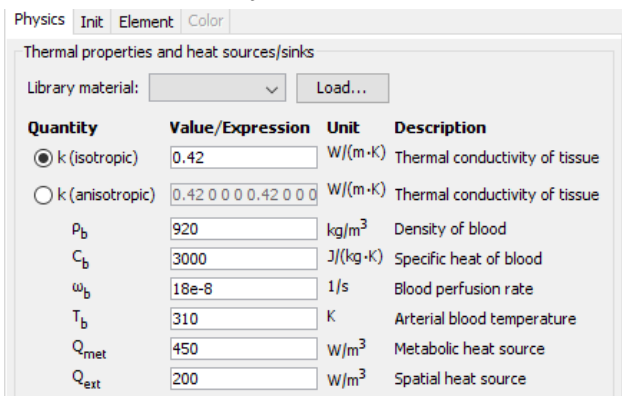 Physics Init Element Color
Thermal properties and heat sources/sinks
Library material: Load...
Quantity Value/Expression Unit Description
k (isotropic) 0.42 W/(m·K) Thermal conductivity of tissue
k (anisotropic) 0.42 0 0 0 0.42 0 0 0 W/(m·K) Thermal conductivity of tissue
ρb 920 kg/m³ Density of blood
Cb 3000 J/(kg·K) Specific heat of blood
ωb 18e-8 1/s Blood perfusion rate
Tb 310 K Arterial blood temperature
Qmet 450 W/m³ Metabolic heat source
Qext 200 W/m³ Spatial heat source